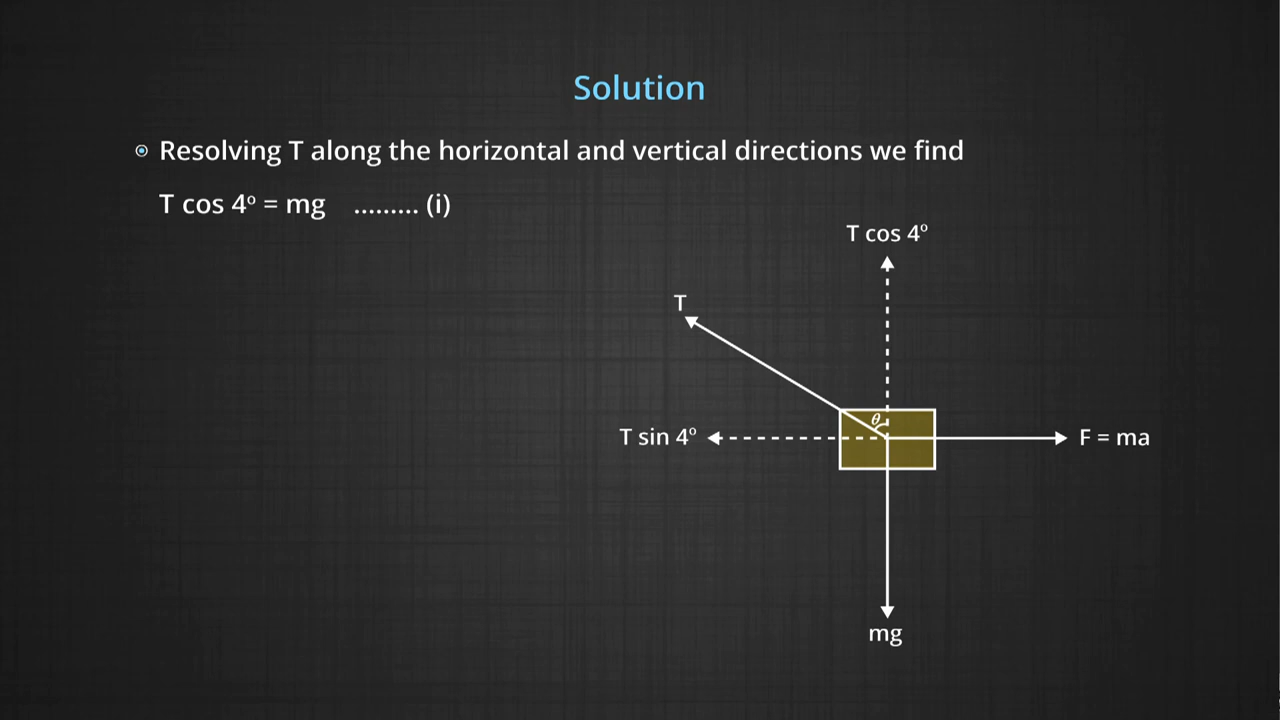 Solution
Resolving T along the horizontal and vertical directions we find
T cos 4° = mg ......... (i)
T cos 4°
T
θ
T sin 4°
F = ma
mg